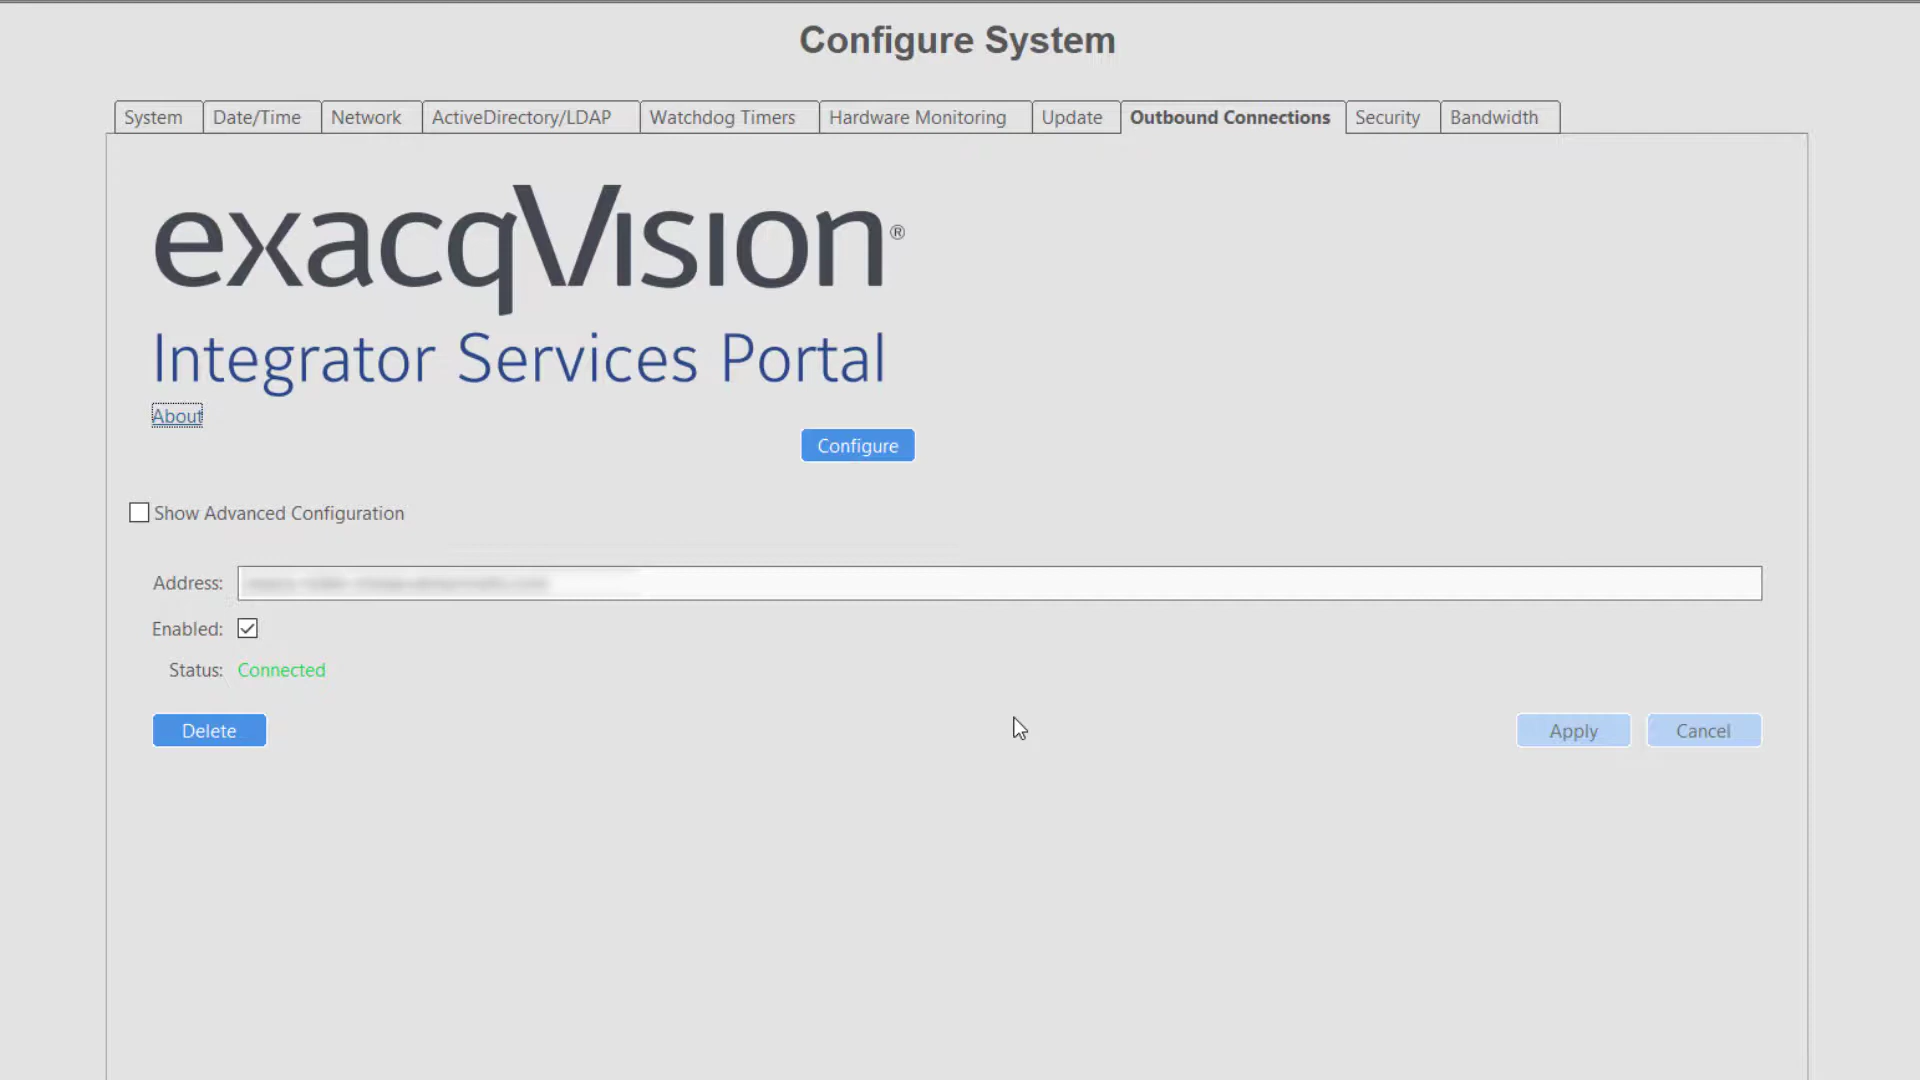 Configure System
System Date/Time Network ActiveDirectory/LDAP Watchdog Timers Hardware Monitoring Update Outbound Connections Security Bandwidth
exacqVision®
Integrator Services Portal
About
Configure
Show Advanced Configuration
Address:
Enabled:
Status: Connected
Delete Apply Cancel